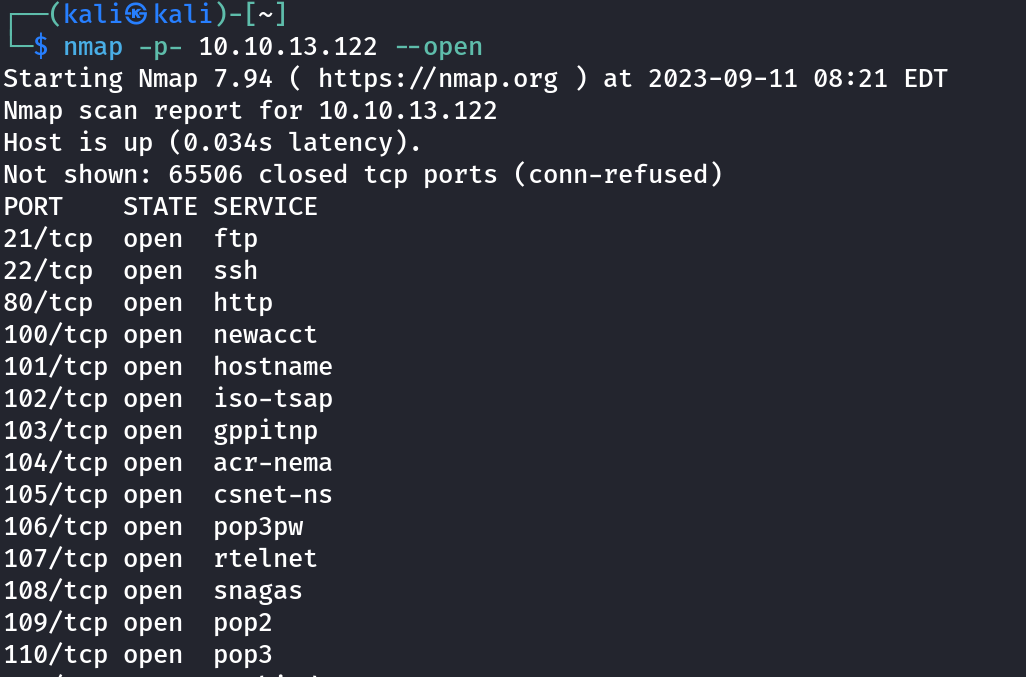 ┌──(kali㉿kali)-[~]
└─$ nmap -p- 10.10.13.122 --open
Starting Nmap 7.94 ( https://nmap.org ) at 2023-09-11 08:21 EDT
Nmap scan report for 10.10.13.122
Host is up (0.034s latency).
Not shown: 65506 closed tcp ports (conn-refused)
PORT    STATE SERVICE
21/tcp  open  ftp
22/tcp  open  ssh
80/tcp  open  http
100/tcp open  newacct
101/tcp open  hostname
102/tcp open  iso-tsap
103/tcp open  gppitnp
104/tcp open  acr-nema
105/tcp open  csnet-ns
106/tcp open  pop3pw
107/tcp open  rtelnet
108/tcp open  snagas
109/tcp open  pop2
110/tcp open  pop3